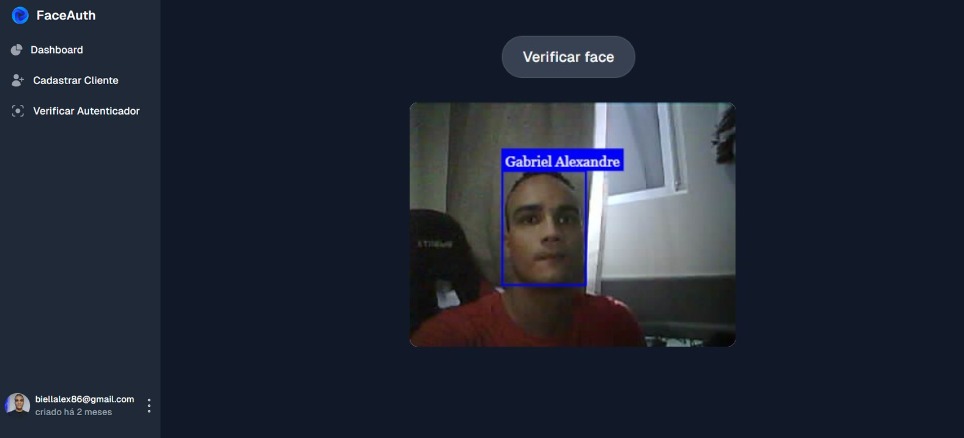 FaceAuth
Dashboard
Cadastrar Cliente
Verificar Autenticador
biellalex86@gmail.com
criado há 2 meses
Verificar face
Gabriel Alexandre